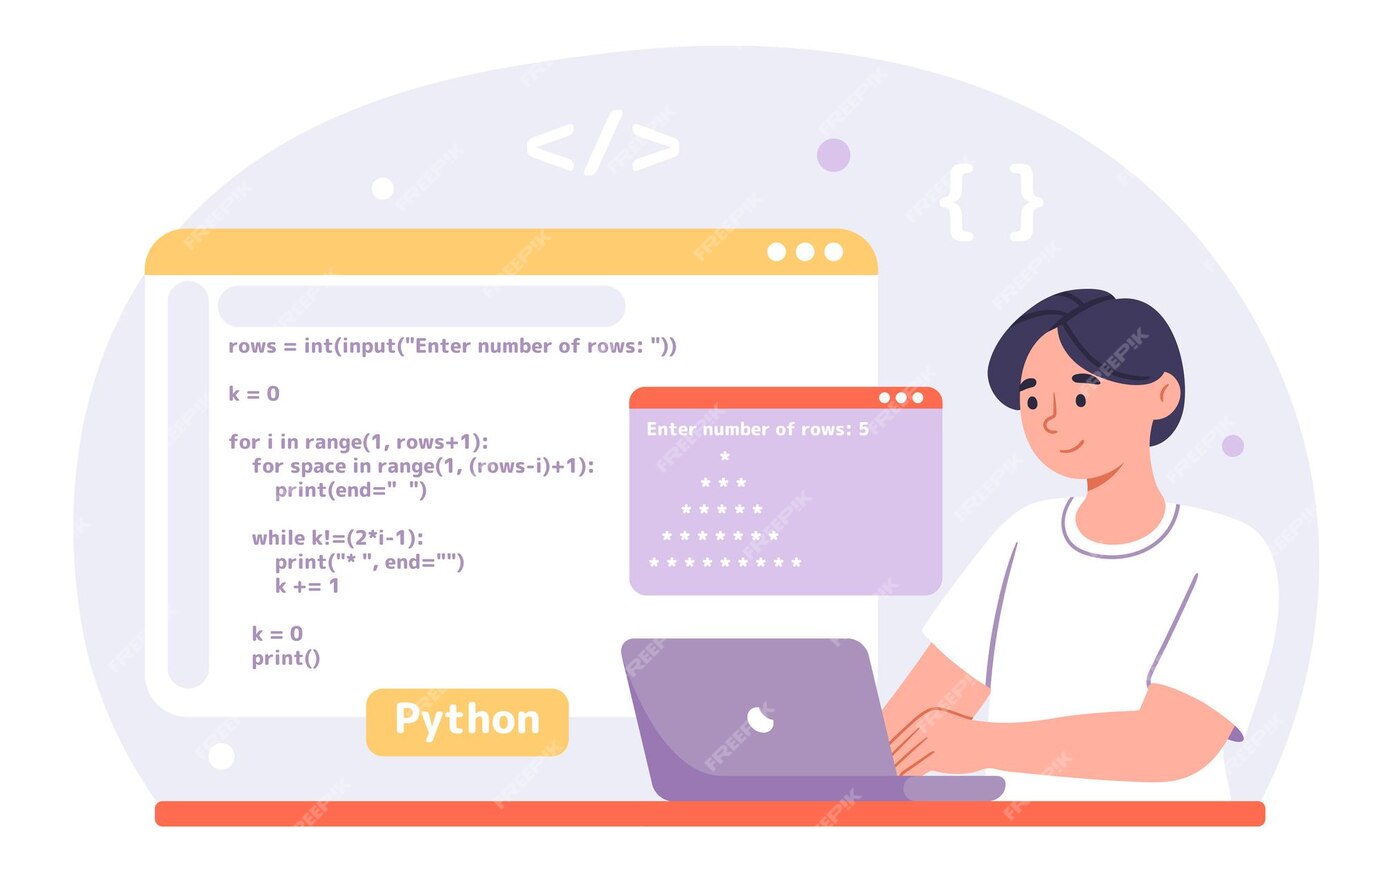 </>
{ }
rows = int(input("Enter number of rows: "))
k = 0
for i in range(1, rows+1):
for space in range(1, (rows-i)+1):
print(end="  ")
while k!=(2*i-1):
print("* ", end="")
k += 1
k = 0
print()
Enter number of rows: 5
*
* * *
* * * * *
* * * * * * *
* * * * * * * * *
Python
FREEPIK